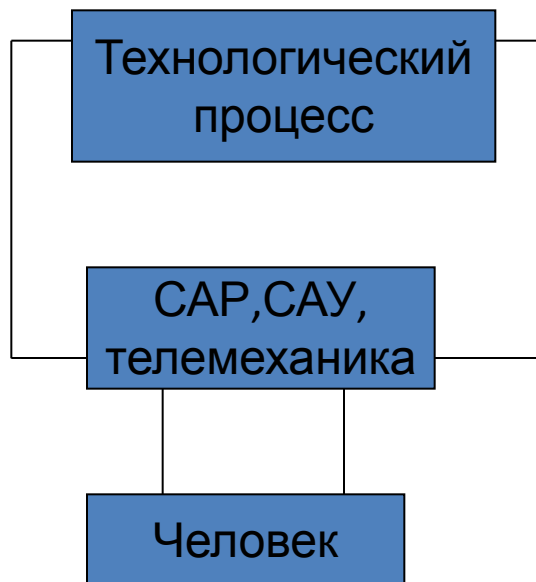 Технологический
процесс
САР,САУ,
телемеханика
Человек